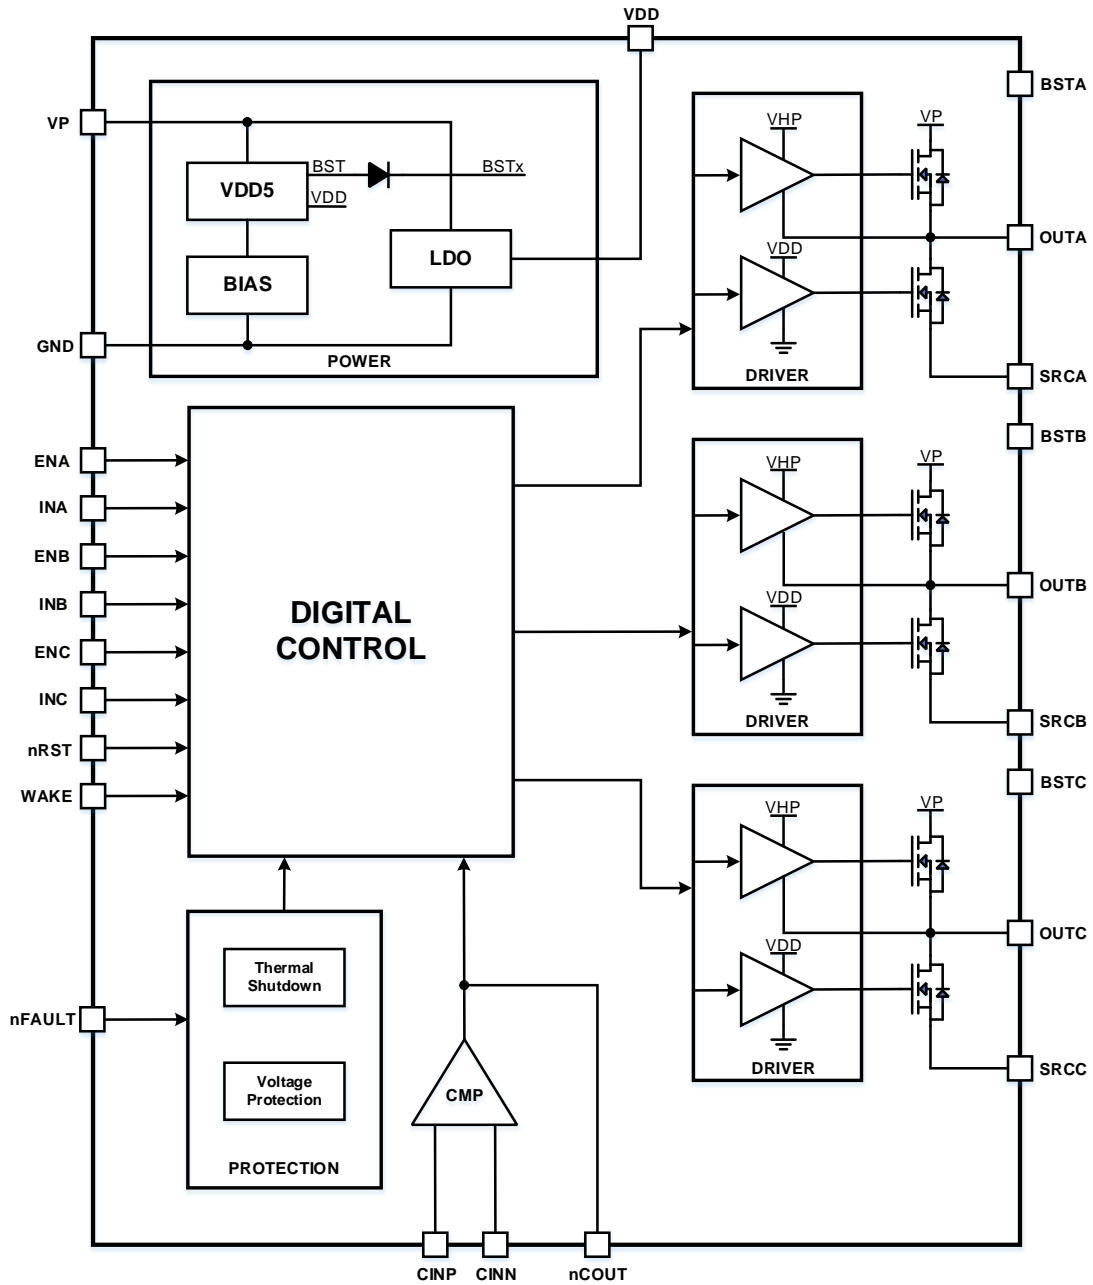 VDD
BSTA
VP
BST
BSTx
VDD5
VDD
LDO
BIAS
GND
POWER
VHP
VP
OUTA
VDD
SRCA
DRIVER
BSTB
ENA
INA
ENB
INB
ENC
INC
nRST
WAKE
DIGITAL
CONTROL
VHP
VP
OUTB
VDD
SRCB
DRIVER
BSTC
VHP
VP
OUTC
VDD
SRCC
DRIVER
Thermal
Shutdown
nFAULT
Voltage
Protection
PROTECTION
CMP
CINP
CINN
nCOUT